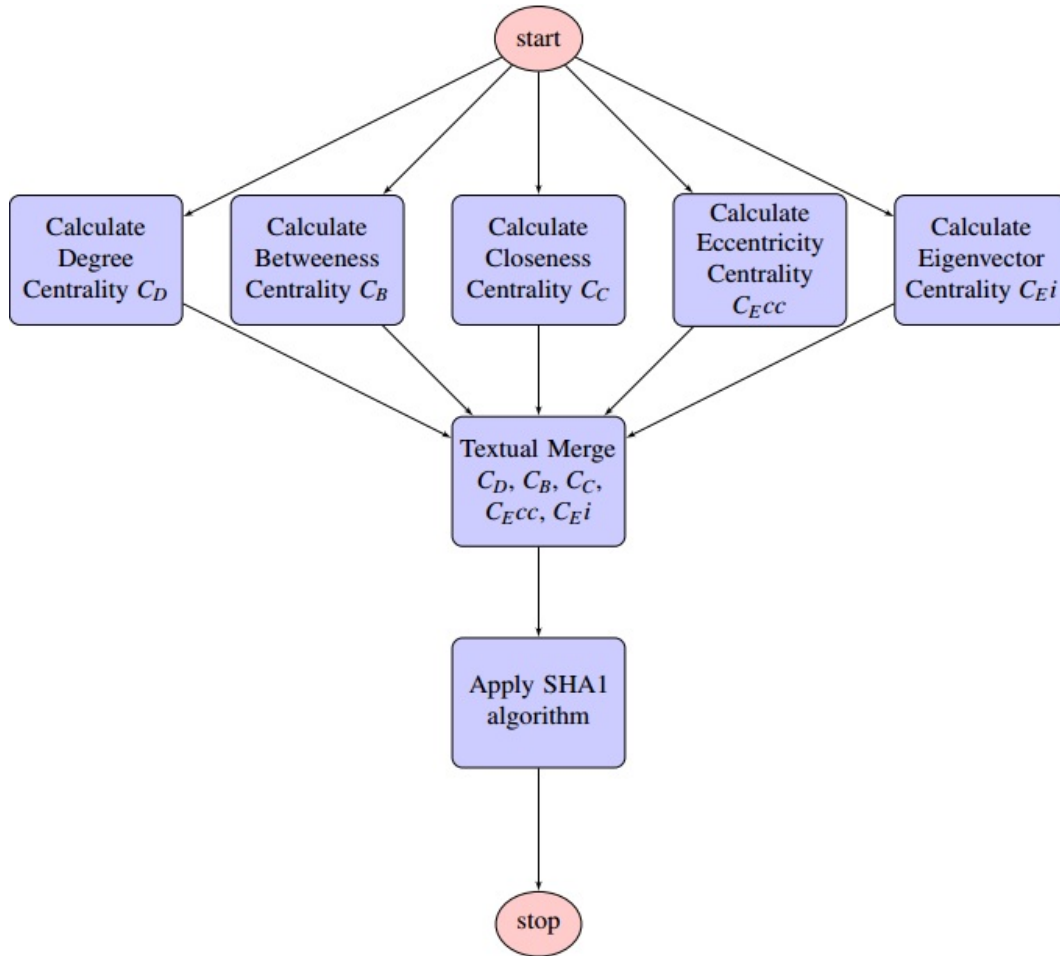 start
Calculate
Degree
Centrality C_D
Calculate
Betweeness
Centrality C_B
Calculate
Closeness
Centrality C_C
Calculate
Eccentricity
Centrality
C_Ecc
Calculate
Eigenvector
Centrality C_Ei
Textual Merge
C_D, C_B, C_C,
C_Ecc, C_Ei
Apply SHA1
algorithm
stop